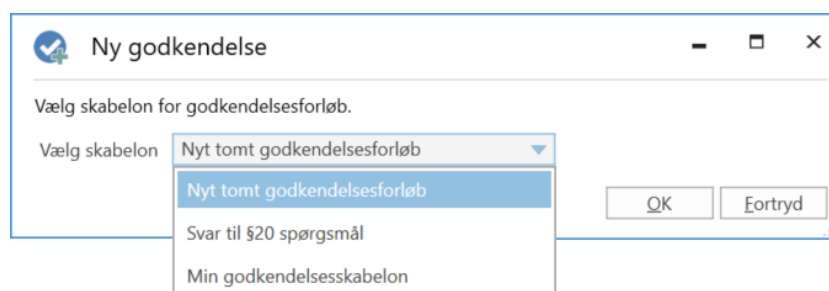 Ny godkendelse
Vælg skabelon for godkendelsesforløb.
Vælg skabelon Nyt tomt godkendelsesforløb
Nyt tomt godkendelsesforløb
OK Fortryd
Svar til §20 spørgsmål
Min godkendelsesskabelon